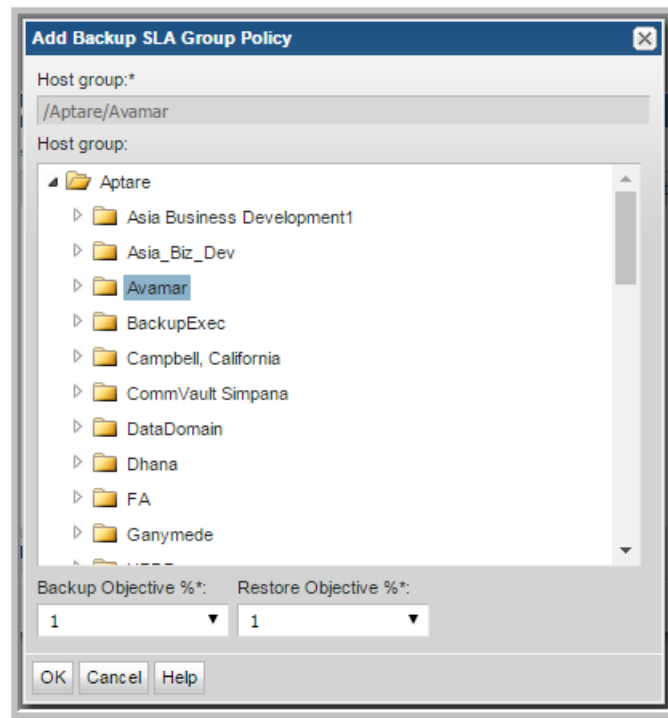 Add Backup SLA Group Policy
Host group:*
/Aptare/Avamar
Host group:
Aptare
Asia Business Development1
Asia_Biz_Dev
Avamar
BackupExec
Campbell, California
CommVault Simpana
DataDomain
Dhana
FA
Ganymede
Backup Objective %*: Restore Objective %*:
1 1
OK Cancel Help